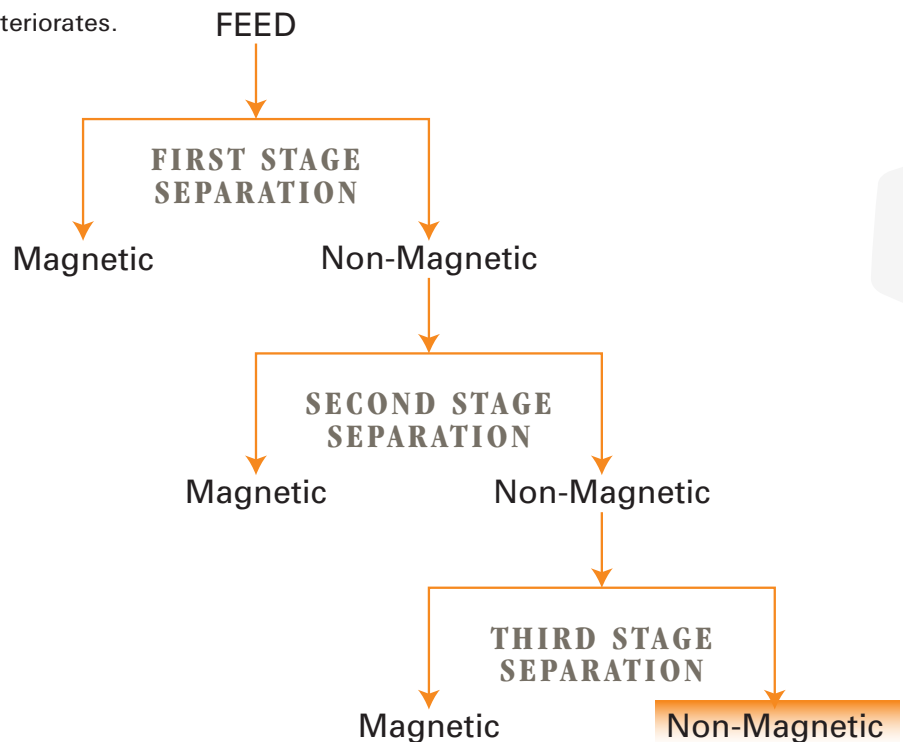 teriorates.
FEED
FIRST STAGE
SEPARATION
Magnetic
Non-Magnetic
SECOND STAGE
SEPARATION
Magnetic
Non-Magnetic
THIRD STAGE
SEPARATION
Magnetic
Non-Magnetic